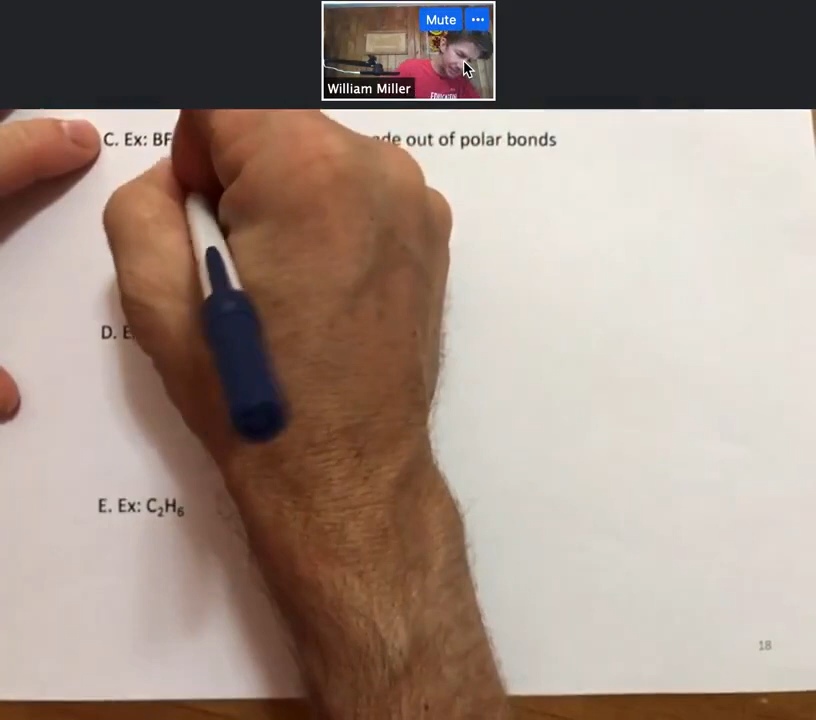 Mute
William Miller
C. Ex: BF out of polar bonds
D. E
E. Ex: C₂H₆
18